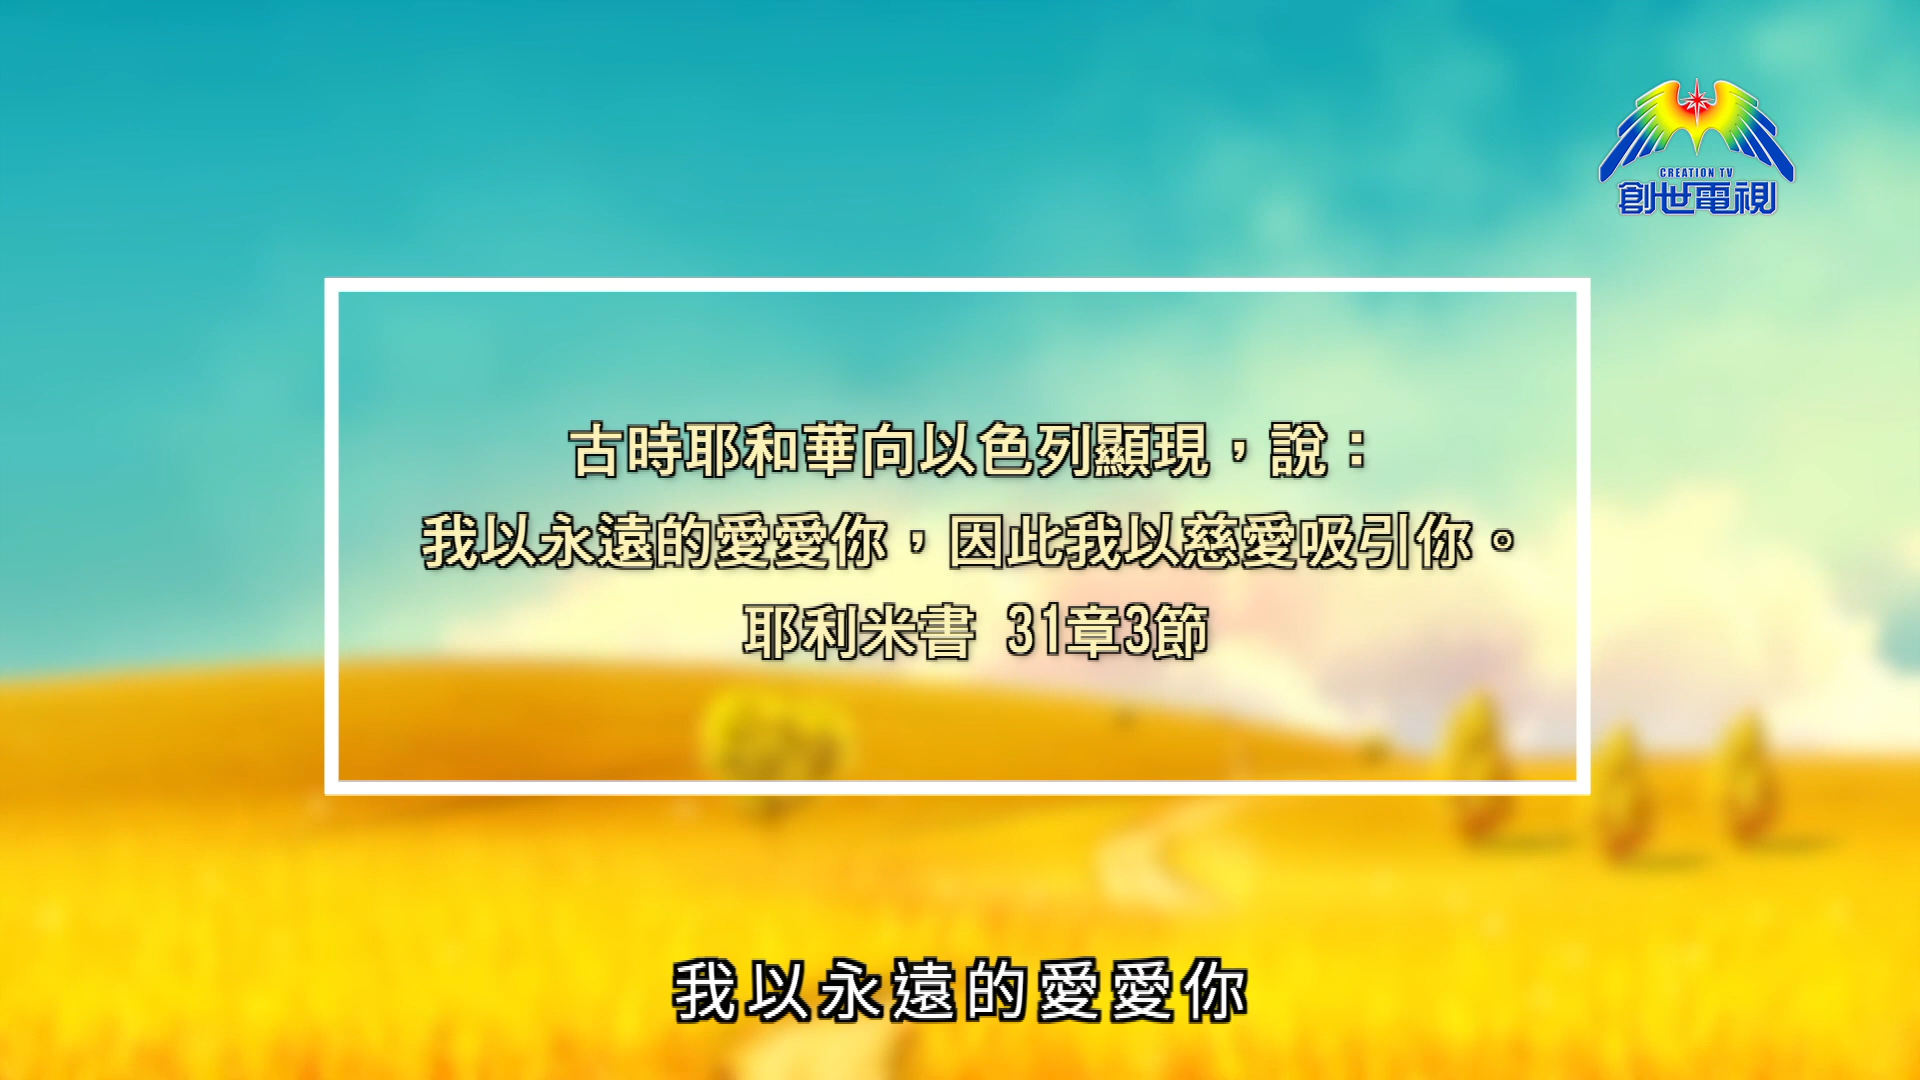 CREATION TV
創世電視
古時耶和華向以色列顯現，說：
我以永遠的愛愛你，因此我以慈愛吸引你。
耶利米書 31章3節
我以永遠的愛愛你